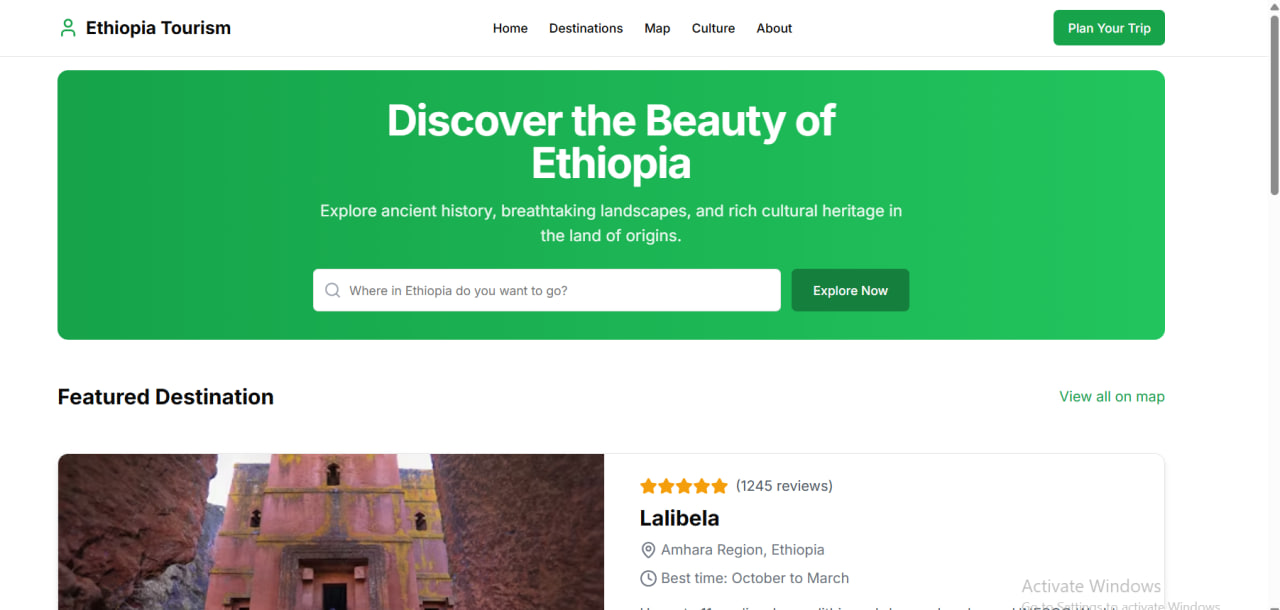 Ethiopia Tourism
Home Destinations Map Culture About
Plan Your Trip
Discover the Beauty of
Ethiopia
Explore ancient history, breathtaking landscapes, and rich cultural heritage in
the land of origins.
Where in Ethiopia do you want to go?
Explore Now
Featured Destination
View all on map
(1245 reviews)
Lalibela
Amhara Region, Ethiopia
Best time: October to March
Activate Windows
Go to Settings to activate Windows.